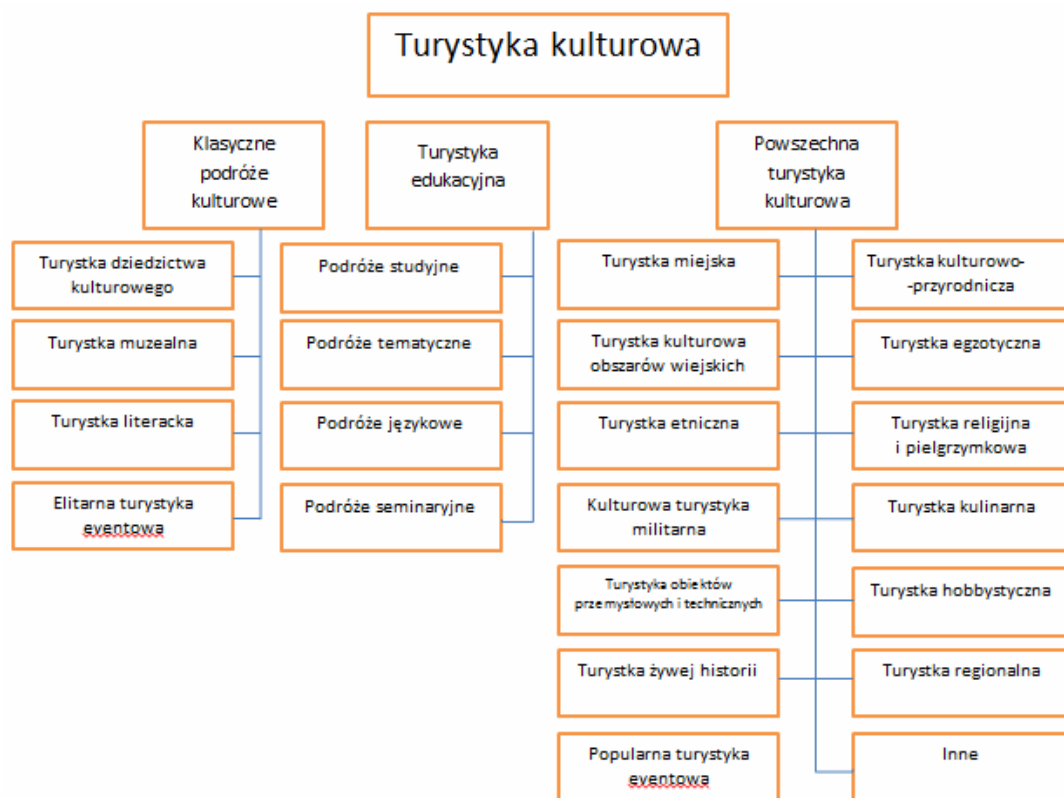 Turystyka kulturowa
Klasyczne
podróże
kulturowe
Turystyka
edukacyjna
Powszechna
turystyka
kulturowa
Turystka dziedzictwa
kulturowego
Turystka muzealna
Turystka literacka
Elitarna turystyka
eventowa
Podróże studyjne
Podróże tematyczne
Podróże językowe
Podróże seminaryjne
Turystka miejska
Turystka kulturowa
obszarów wiejskich
Turystka etniczna
Kulturowa turystyka
militarna
Turystyka obiektów
przemysłowych i technicznych
Turystka żywej historii
Popularna turystyka
eventowa
Turystka kulturowo-
-przyrodnicza
Turystka egzotyczna
Turystka religijna
i pielgrzymkowa
Turystka kulinarna
Turystka hobbystyczna
Turystka regionalna
Inne